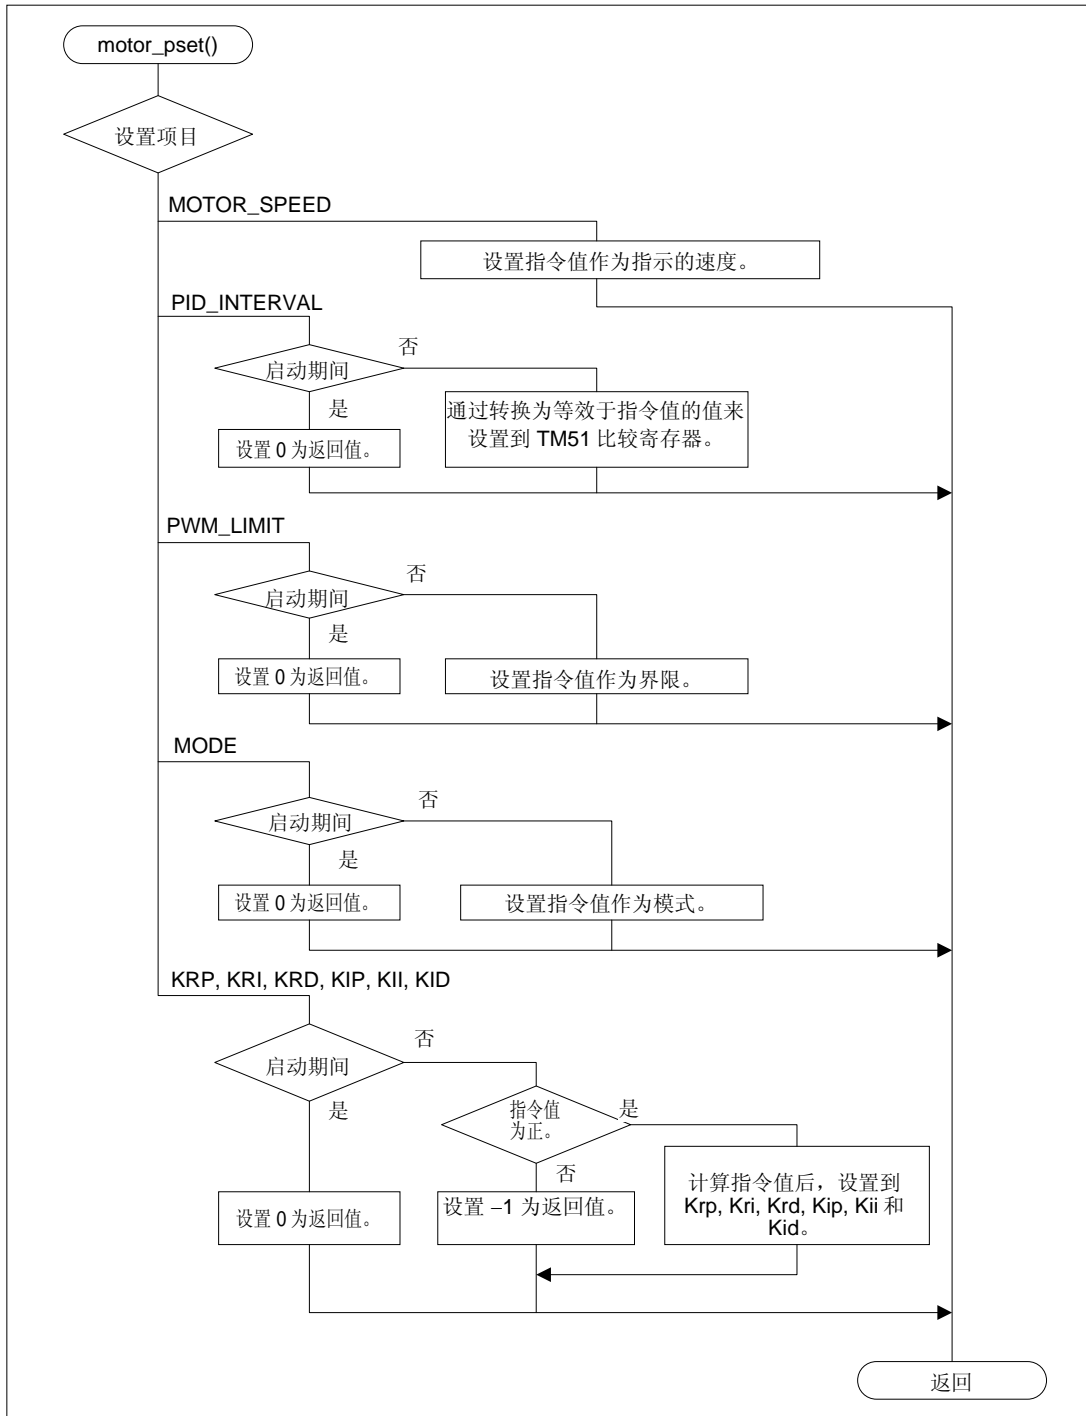 motor_pset()
设置项目
MOTOR_SPEED
设置指令值作为指示的速度。
PID_INTERVAL
否
启动期间
是
通过转换为等效于指令值的值来
设置到 TM51 比较寄存器。
设置 0 为返回值。
PWM_LIMIT
否
启动期间
是
设置 0 为返回值。
设置指令值作为界限。
MODE
否
启动期间
是
设置 0 为返回值。
设置指令值作为模式。
KRP, KRI, KRD, KIP, KII, KID
否
启动期间
是
指令值
为正。
是
否
设置 0 为返回值。
设置 –1 为返回值。
计算指令值后，设置到
Krp, Kri, Krd, Kip, Kii 和
Kid。
返回